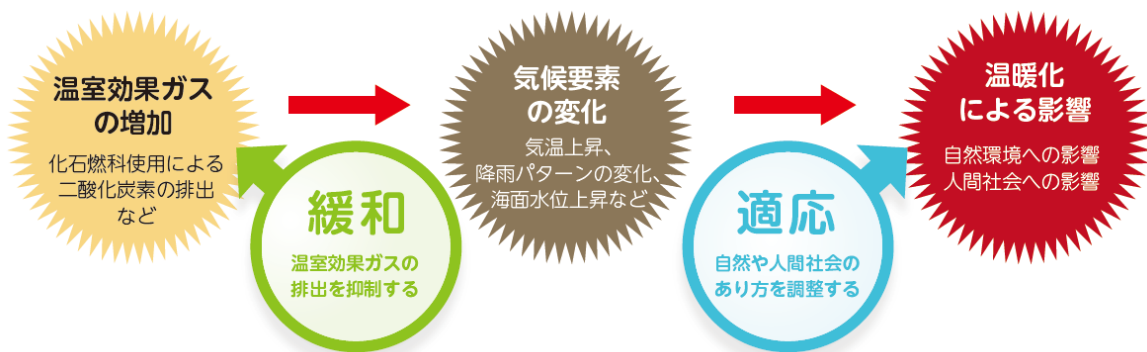 温室効果ガス
の増加
化石燃料使用による
二酸化炭素の排出
など
緩和
温室効果ガスの
排出を抑制する
気候要素
の変化
気温上昇、
降雨パターンの変化、
海面水位上昇など
適応
自然や人間社会の
あり方を調整する
温暖化
による影響
自然環境への影響
人間社会への影響